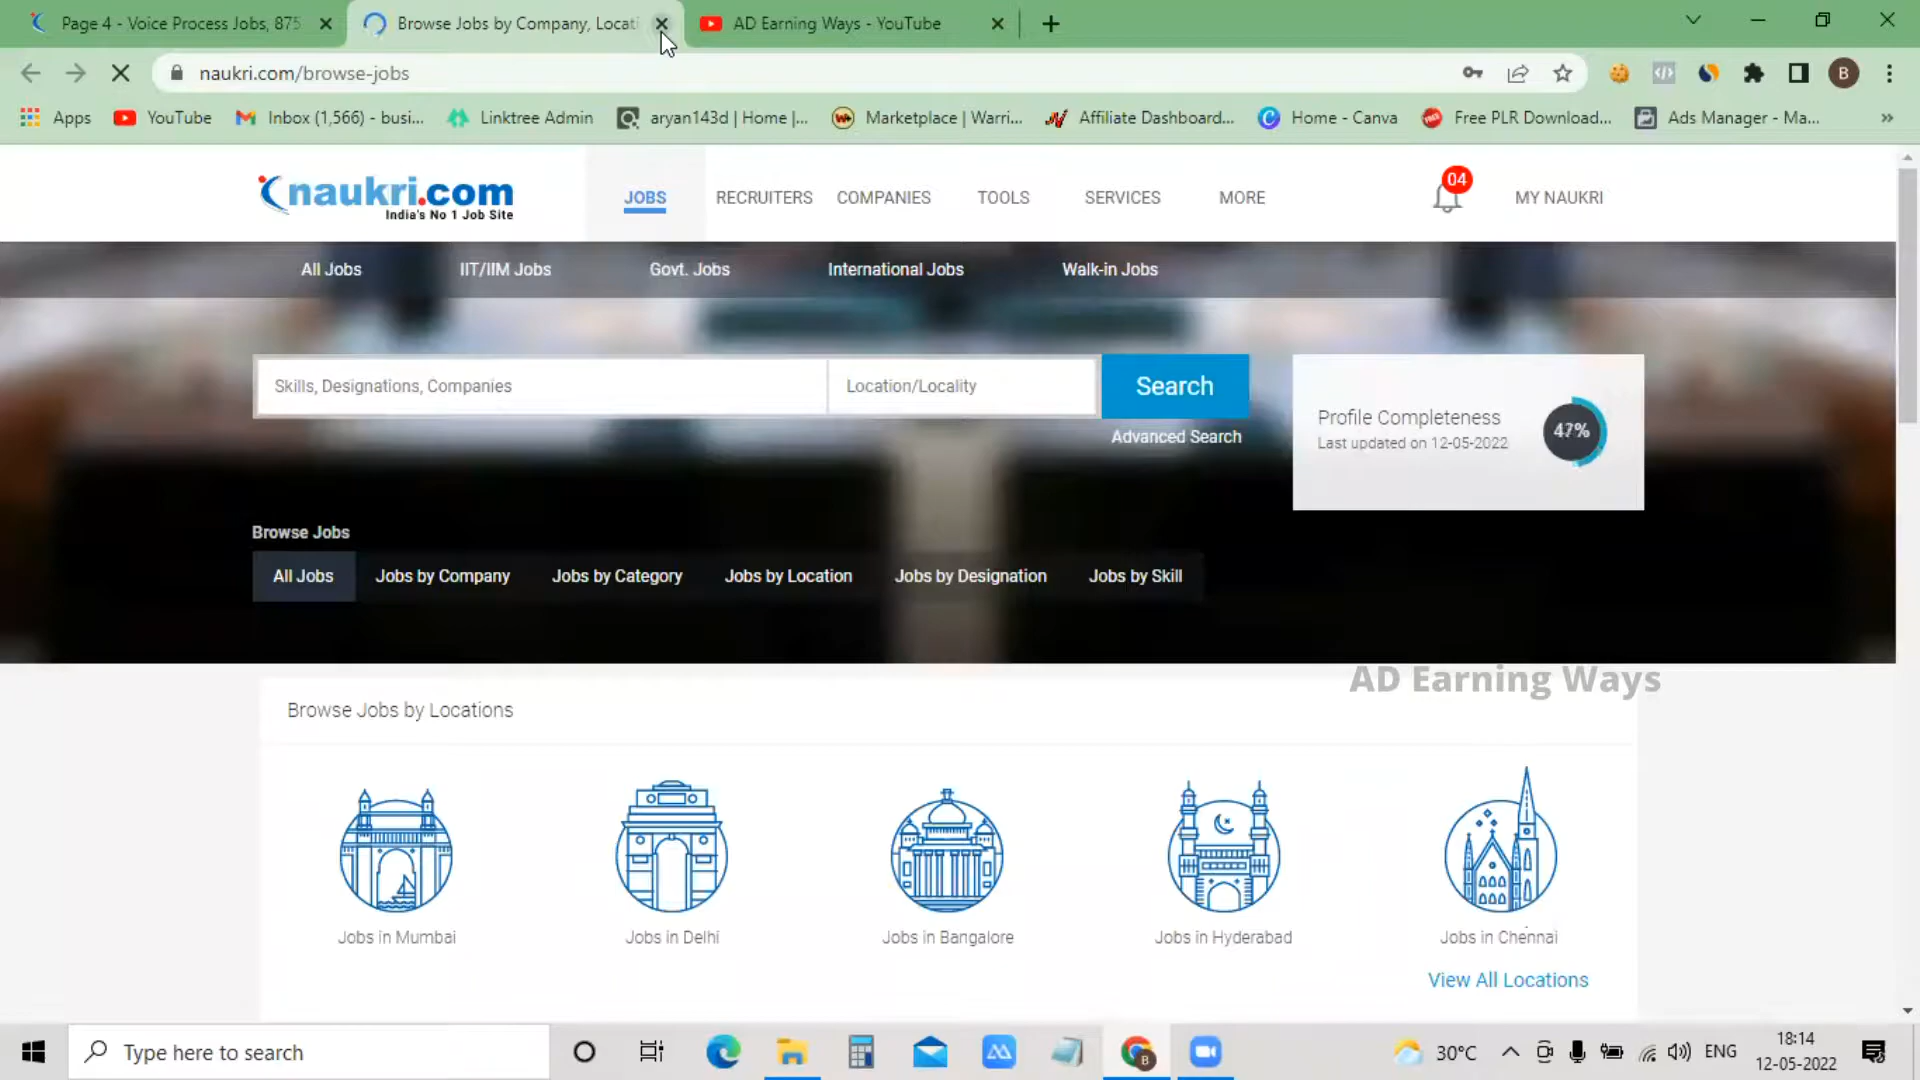 Page 4 - Voice Process Jobs, 875
Browse Jobs by Company, Locati
AD Earning Ways - YouTube
naukri.com/browse-jobs
B
Apps
YouTube
Inbox (1,566) - busi...
Linktree Admin
aryan143d | Home |...
Marketplace | Warri...
Affiliate Dashboard...
Home - Canva
Free PLR Download...
Ads Manager - Ma...
naukri.com
India's No 1 Job Site
JOBS
RECRUITERS
COMPANIES
TOOLS
SERVICES
MORE
04
MY NAUKRI
All Jobs
IIT/IIM Jobs
Govt. Jobs
International Jobs
Walk-in Jobs
Skills, Designations, Companies
Location/Locality
Search
Advanced Search
Profile Completeness
Last updated on 12-05-2022
47%
Browse Jobs
All Jobs
Jobs by Company
Jobs by Category
Jobs by Location
Jobs by Designation
Jobs by Skill
AD Earning Ways
Browse Jobs by Locations
Jobs in Mumbai
Jobs in Delhi
Jobs in Bangalore
Jobs in Hyderabad
Jobs in Chennai
View All Locations
Type here to search
B
30°C
ENG
18:14
12-05-2022